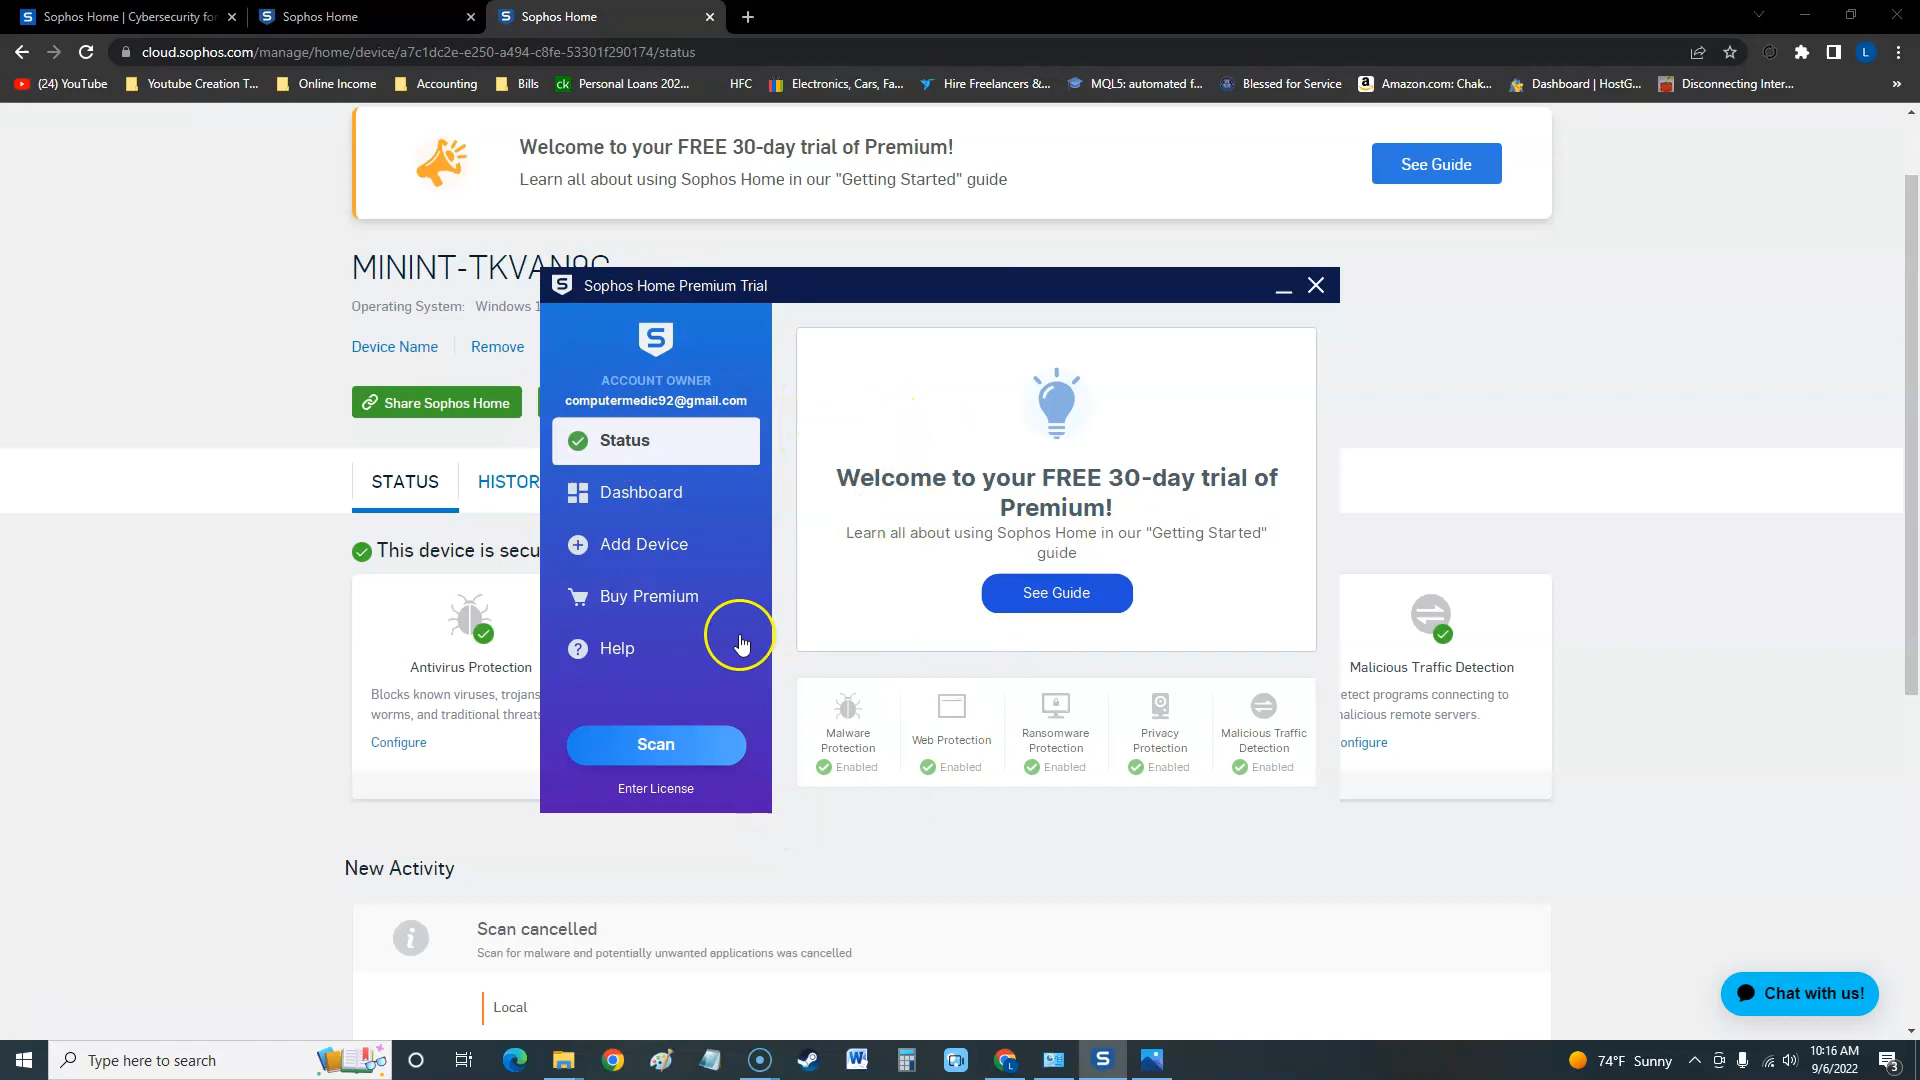 Sophos Home | Cybersecurity for
Sophos Home
Sophos Home
cloud.sophos.com/manage/home/device/a7c1dc2e-e250-a494-c8fe-53301f290174/status
(24) YouTube
Youtube Creation T...
Online Income
Accounting
Bills
Personal Loans 202...
HFC
Electronics, Cars, Fa...
Hire Freelancers &...
MQL5: automated f...
Blessed for Service
Amazon.com: Chak...
Dashboard | HostG...
Disconnecting Inter...
»
Welcome to your FREE 30-day trial of Premium!
Learn all about using Sophos Home in our "Getting Started" guide
See Guide
Operating System: Windows 1
Device Name
Remove
Share Sophos Home
STATUS
HISTOR
This device is secu
Antivirus Protection
Blocks known viruses, trojans
worms, and traditional threats
Configure
Sophos Home Premium Trial
ACCOUNT OWNER
computermedic92@gmail.com
Status
Dashboard
Add Device
Buy Premium
Help
Scan
Enter License
Welcome to your FREE 30-day trial of
Premium!
Learn all about using Sophos Home in our "Getting Started"
guide
See Guide
Malware
Protection
Enabled
Web Protection
Enabled
Ransomware
Protection
Enabled
Privacy
Protection
Enabled
Malicious Traffic
Detection
Enabled
Malicious Traffic Detection
etect programs connecting to
alicious remote servers.
onfigure
New Activity
Scan cancelled
Scan for malware and potentially unwanted applications was cancelled
Local
Chat with us!
Type here to search
74°F Sunny
10:16 AM
9/6/2022
3